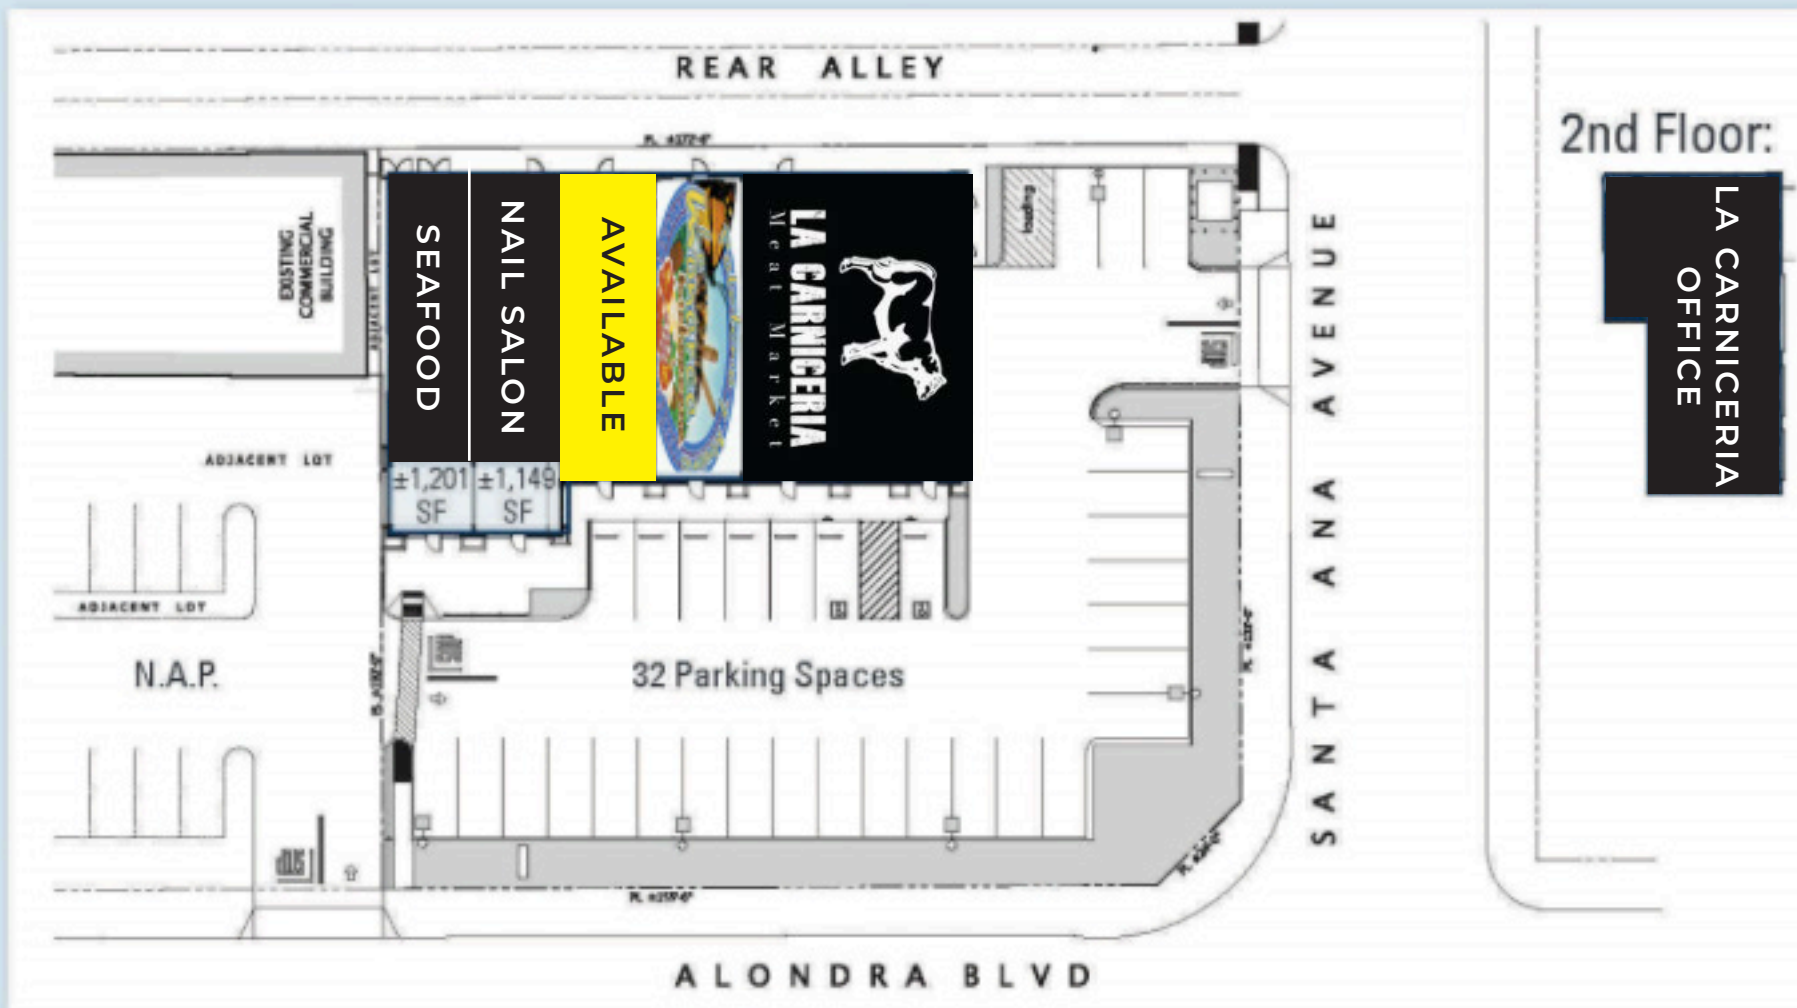 REAR ALLEY
2nd Floor:
EXISTING
COMMERCIAL
BUILDING
SEAFOOD
NAIL SALON
AVAILABLE
LA CARNICERIA
Meat Market
loading
LA CARNICERIA
OFFICE
±1,201
SF
±1,149
SF
ADJACENT LOT
ADJACENT LOT
N.A.P.
32 Parking Spaces
SANTA ANA AVENUE
ALONDRA BLVD